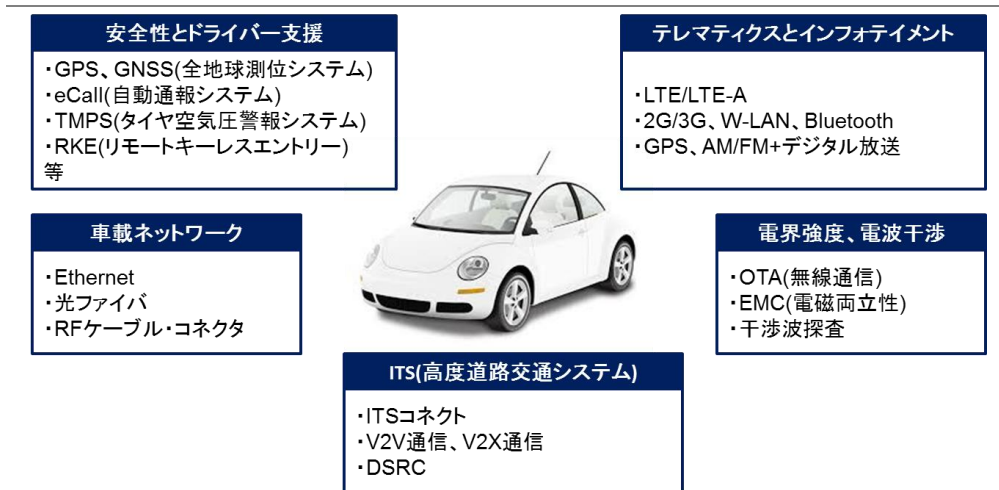 安全性とドライバー支援
・GPS、GNSS(全地球測位システム)
・eCall(自動通報システム)
・TMPS(タイヤ空気圧警報システム)
・RKE(リモートキーレスエントリー)
等
テレマティクスとインフォテイメント
・LTE/LTE-A
・2G/3G、W-LAN、Bluetooth
・GPS、AM/FM+デジタル放送
車載ネットワーク
・Ethernet
・光ファイバ
・RFケーブル・コネクタ
電界強度、電波干渉
・OTA(無線通信)
・EMC(電磁両立性)
・干渉波探査
ITS(高度道路交通システム)
・ITSコネクト
・V2V通信、V2X通信
・DSRC